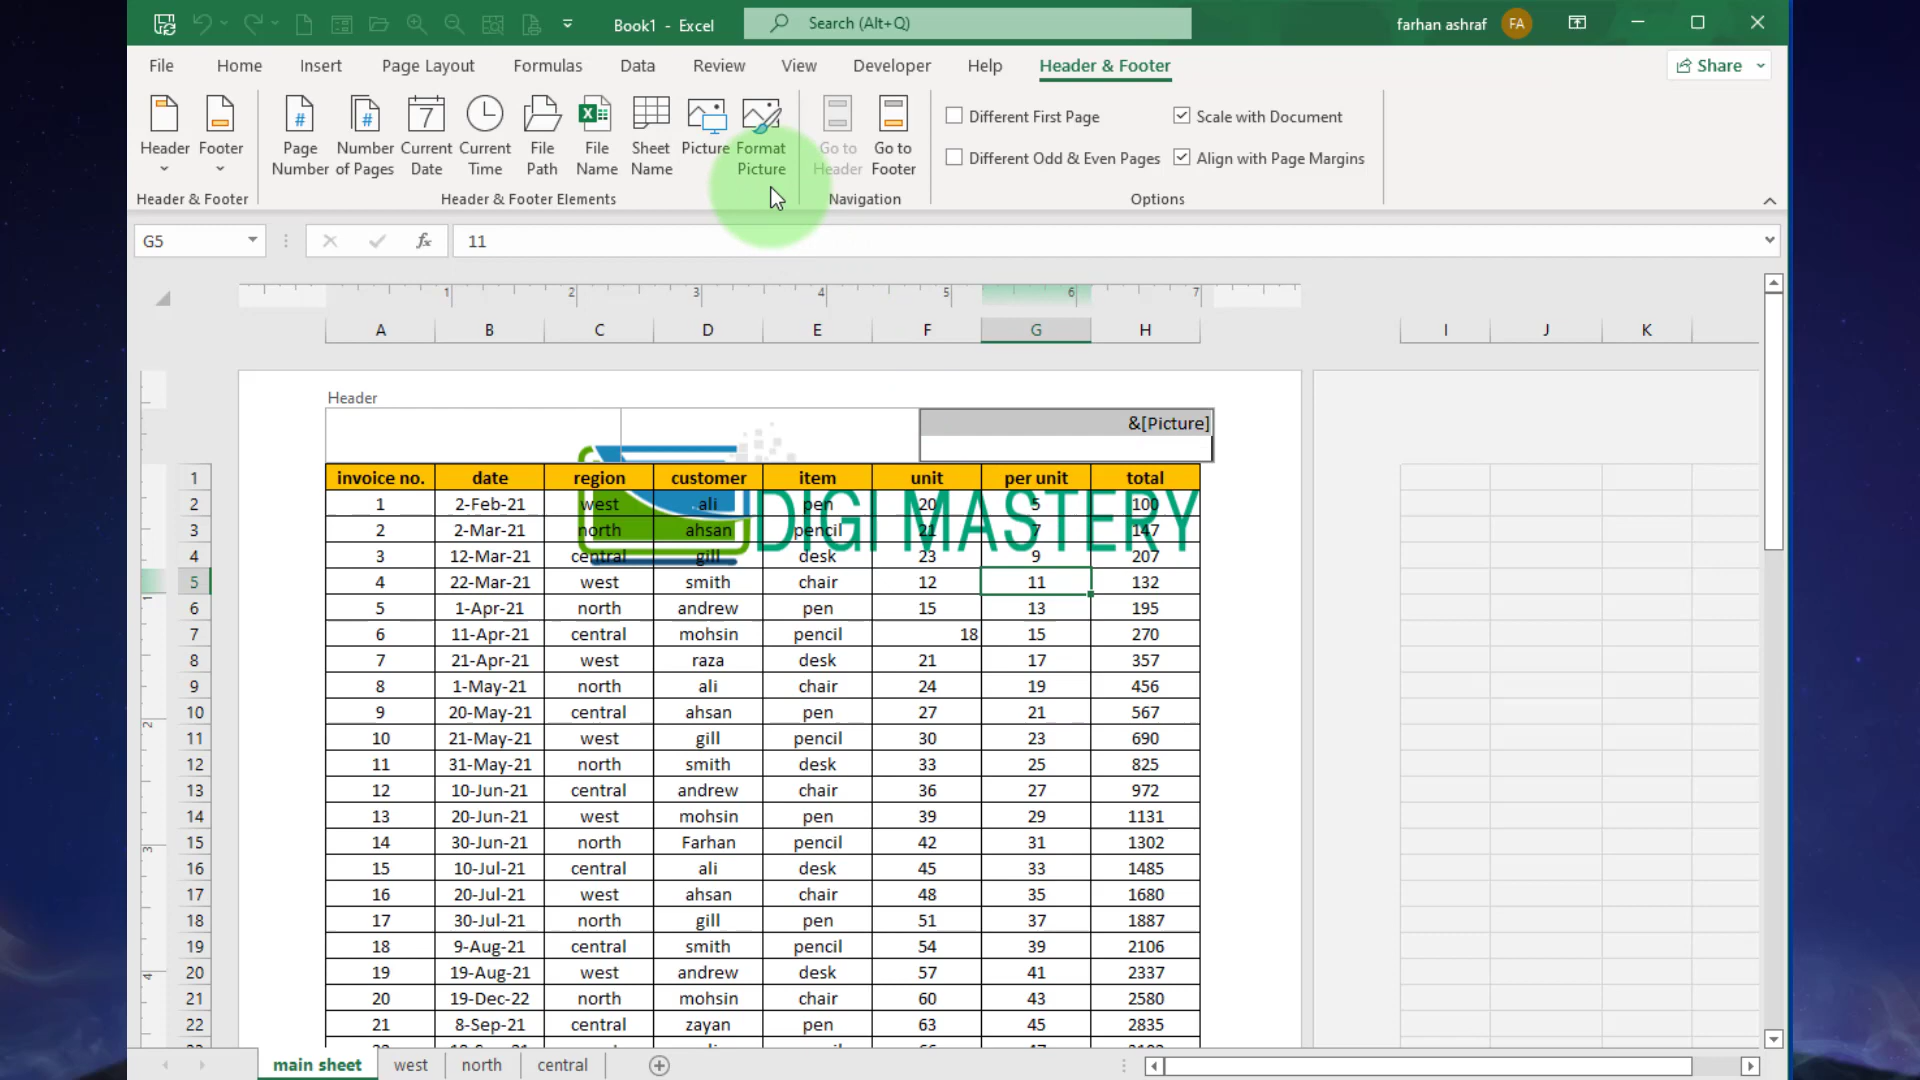 Book1 - Excel
Search (Alt+Q)
farhan ashraf
FA
File Home Insert Page Layout Formulas Data Review View Developer Help Header & Footer
Share
Header
Footer
Page Number
Number of Pages
Current Date
Current Time
File Path
File Name
Sheet Name
Picture
Format Picture
Go to Header
Go to Footer
Different First Page
Different Odd & Even Pages
Scale with Document
Align with Page Margins
Header & Footer
Header & Footer Elements
Navigation
Options
G5
fx
11
1 2 3 4 5 6 7
A B C D E F G H I J K
Header
&[Picture]
DIGI MASTERY
1 invoice no. date region customer item unit per unit total
2 1 2-Feb-21 west ali pen 20 5 100
3 2 2-Mar-21 north ahsan pencil 21 7 147
4 3 12-Mar-21 central gill desk 23 9 207
5 4 22-Mar-21 west smith chair 12 11 132
6 5 1-Apr-21 north andrew pen 15 13 195
7 6 11-Apr-21 central mohsin pencil 18 15 270
8 7 21-Apr-21 west raza desk 21 17 357
9 8 1-May-21 north ali chair 24 19 456
10 9 20-May-21 central ahsan pen 27 21 567
11 10 21-May-21 west gill pencil 30 23 690
12 11 31-May-21 north smith desk 33 25 825
13 12 10-Jun-21 central andrew chair 36 27 972
14 13 20-Jun-21 west mohsin pen 39 29 1131
15 14 30-Jun-21 north Farhan pencil 42 31 1302
16 15 10-Jul-21 central ali desk 45 33 1485
17 16 20-Jul-21 west ahsan chair 48 35 1680
18 17 30-Jul-21 north gill pen 51 37 1887
19 18 9-Aug-21 central smith pencil 54 39 2106
20 19 19-Aug-21 west andrew desk 57 41 2337
21 20 19-Dec-22 north mohsin chair 60 43 2580
22 21 8-Sep-21 central zayan pen 63 45 2835
main sheet west north central